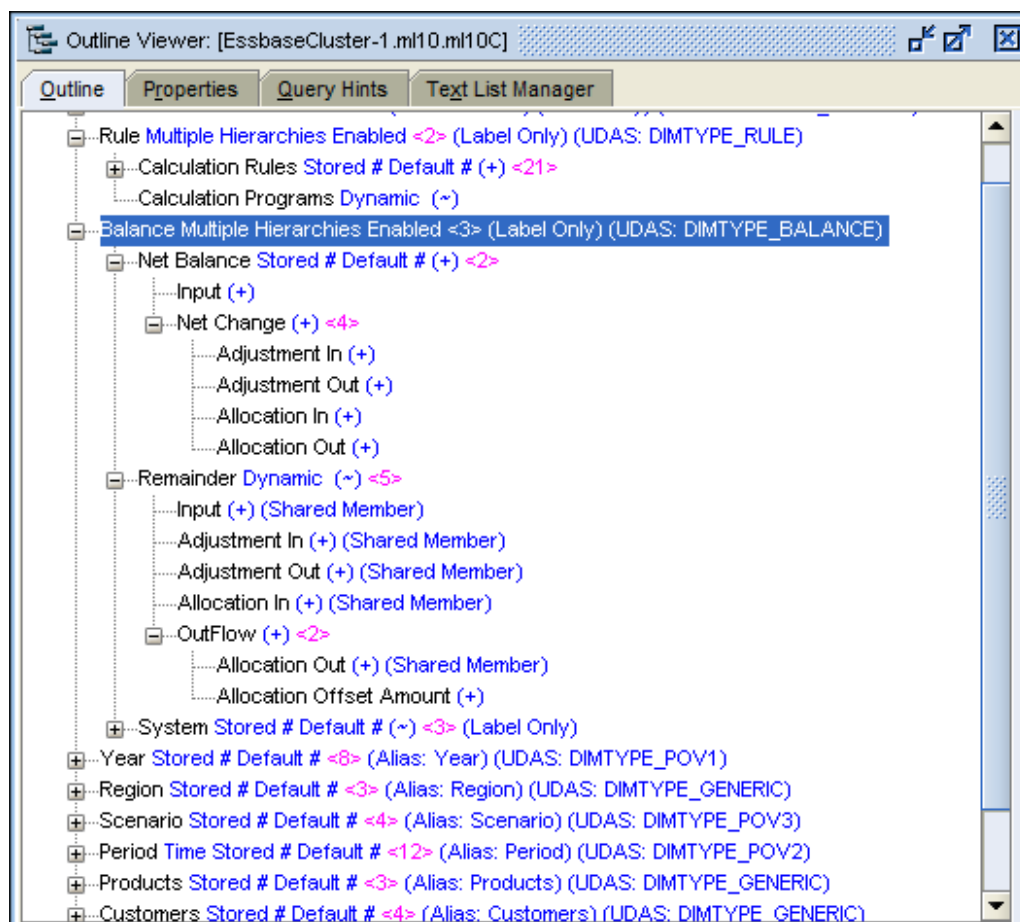 Outline Viewer: [EssbaseCluster-1.ml10.ml10C]
Outline Properties Query Hints Text List Manager
Rule Multiple Hierarchies Enabled <2> (Label Only) (UDAS: DIMTYPE_RULE)
Calculation Rules Stored # Default # (+) <21>
Calculation Programs Dynamic (~)
Balance Multiple Hierarchies Enabled <3> (Label Only) (UDAS: DIMTYPE_BALANCE)
Net Balance Stored # Default # (+) <2>
Input (+)
Net Change (+) <4>
Adjustment In (+)
Adjustment Out (+)
Allocation In (+)
Allocation Out (+)
Remainder Dynamic (~) <5>
Input (+) (Shared Member)
Adjustment In (+) (Shared Member)
Adjustment Out (+) (Shared Member)
Allocation In (+) (Shared Member)
OutFlow (+) <2>
Allocation Out (+) (Shared Member)
Allocation Offset Amount (+)
System Stored # Default # (~) <3> (Label Only)
Year Stored # Default # <8> (Alias: Year) (UDAS: DIMTYPE_POV1)
Region Stored # Default # <3> (Alias: Region) (UDAS: DIMTYPE_GENERIC)
Scenario Stored # Default # <4> (Alias: Scenario) (UDAS: DIMTYPE_POV3)
Period Time Stored # Default # <12> (Alias: Period) (UDAS: DIMTYPE_POV2)
Products Stored # Default # <3> (Alias: Products) (UDAS: DIMTYPE_GENERIC)
Customers Stored # Default # <4> (Alias: Customers) (UDAS: DIMTYPE_GENERIC)